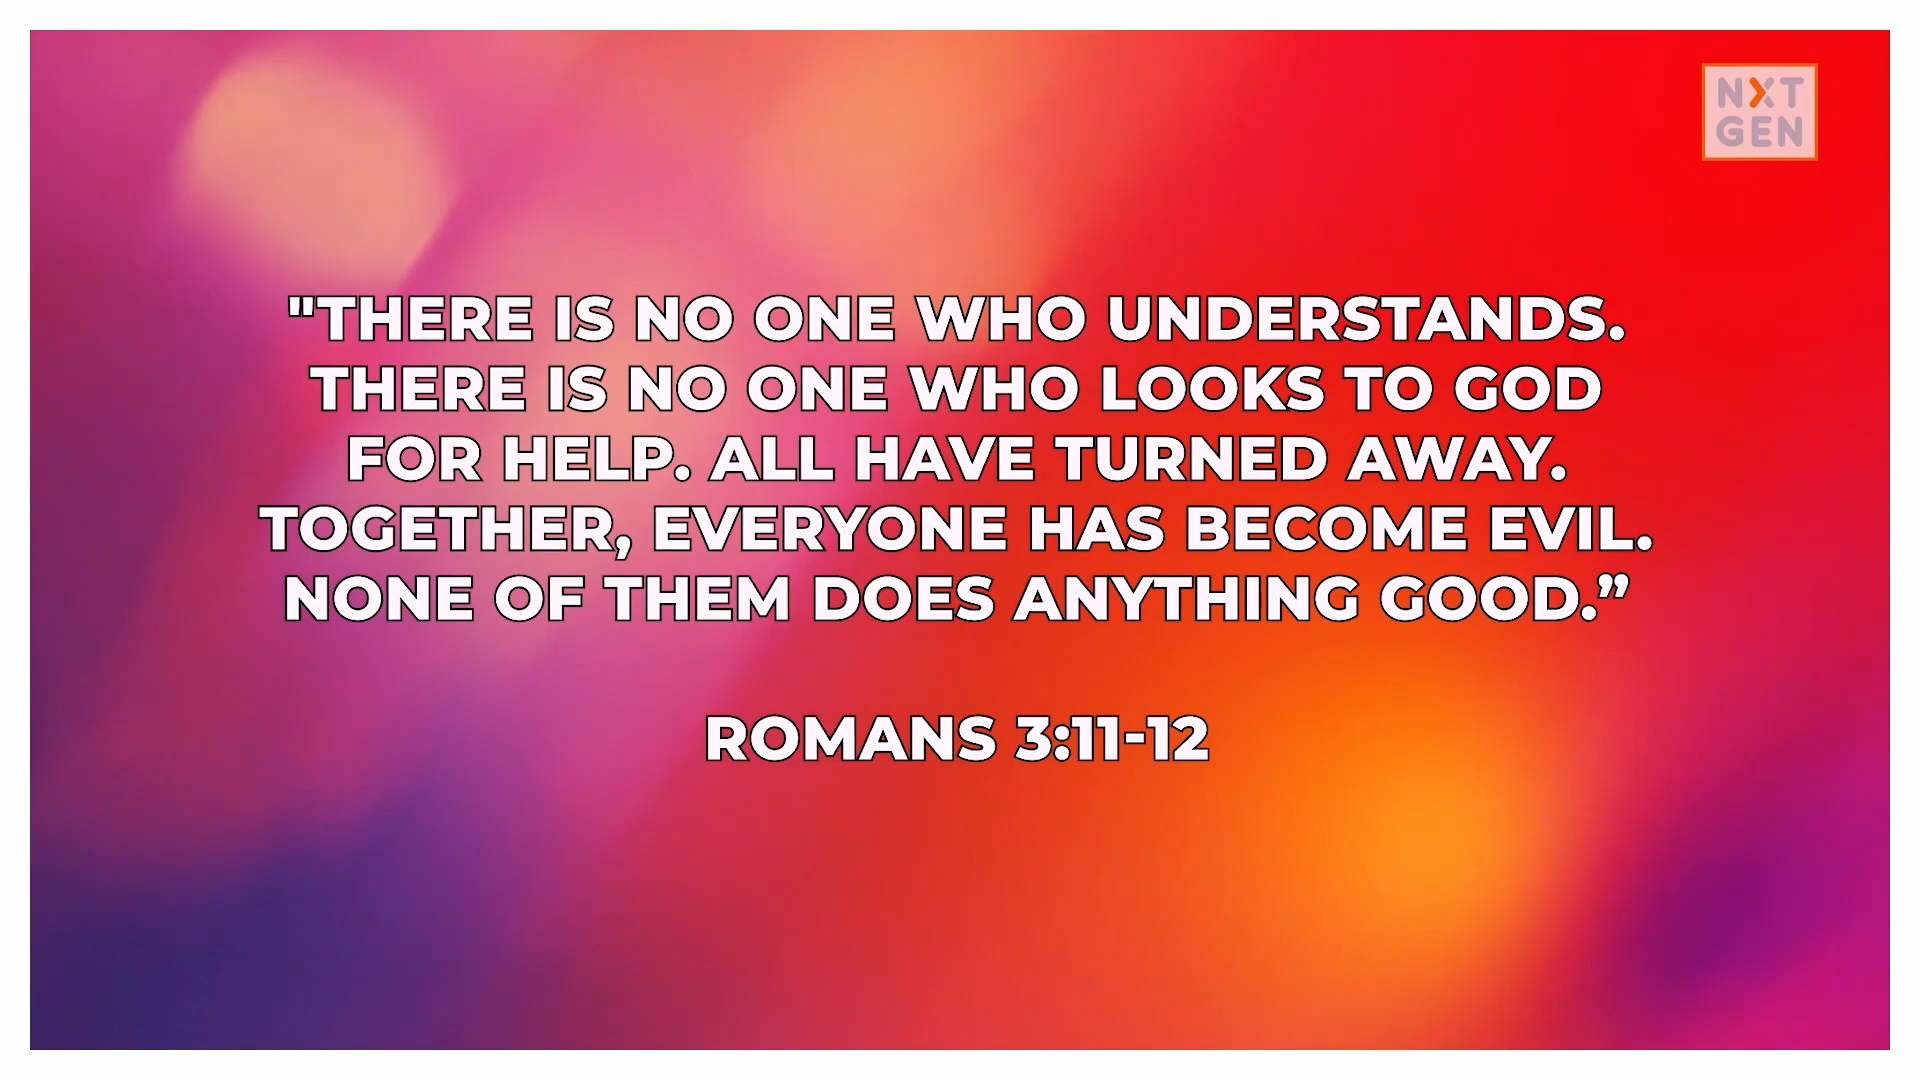 NXT
GEN
"THERE IS NO ONE WHO UNDERSTANDS.
THERE IS NO ONE WHO LOOKS TO GOD
FOR HELP. ALL HAVE TURNED AWAY.
TOGETHER, EVERYONE HAS BECOME EVIL.
NONE OF THEM DOES ANYTHING GOOD.”
ROMANS 3:11-12